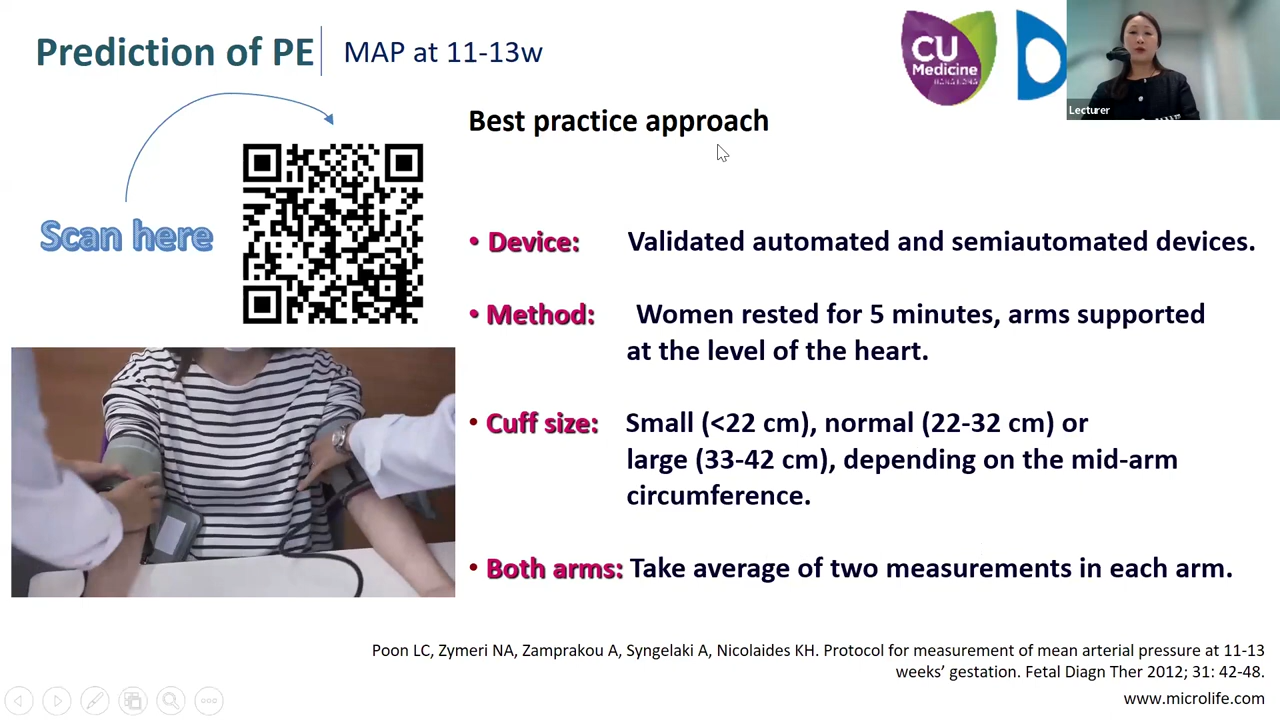 Prediction of PE
MAP at 11-13w
CU
Medicine
HONG KONG
Lecturer
Best practice approach
Scan here
• Device: Validated automated and semiautomated devices.
• Method: Women rested for 5 minutes, arms supported
at the level of the heart.
• Cuff size: Small (<22 cm), normal (22-32 cm) or
large (33-42 cm), depending on the mid-arm
circumference.
• Both arms: Take average of two measurements in each arm.
Poon LC, Zymeri NA, Zamprakou A, Syngelaki A, Nicolaides KH. Protocol for measurement of mean arterial pressure at 11-13
weeks’ gestation. Fetal Diagn Ther 2012; 31: 42-48.
www.microlife.com